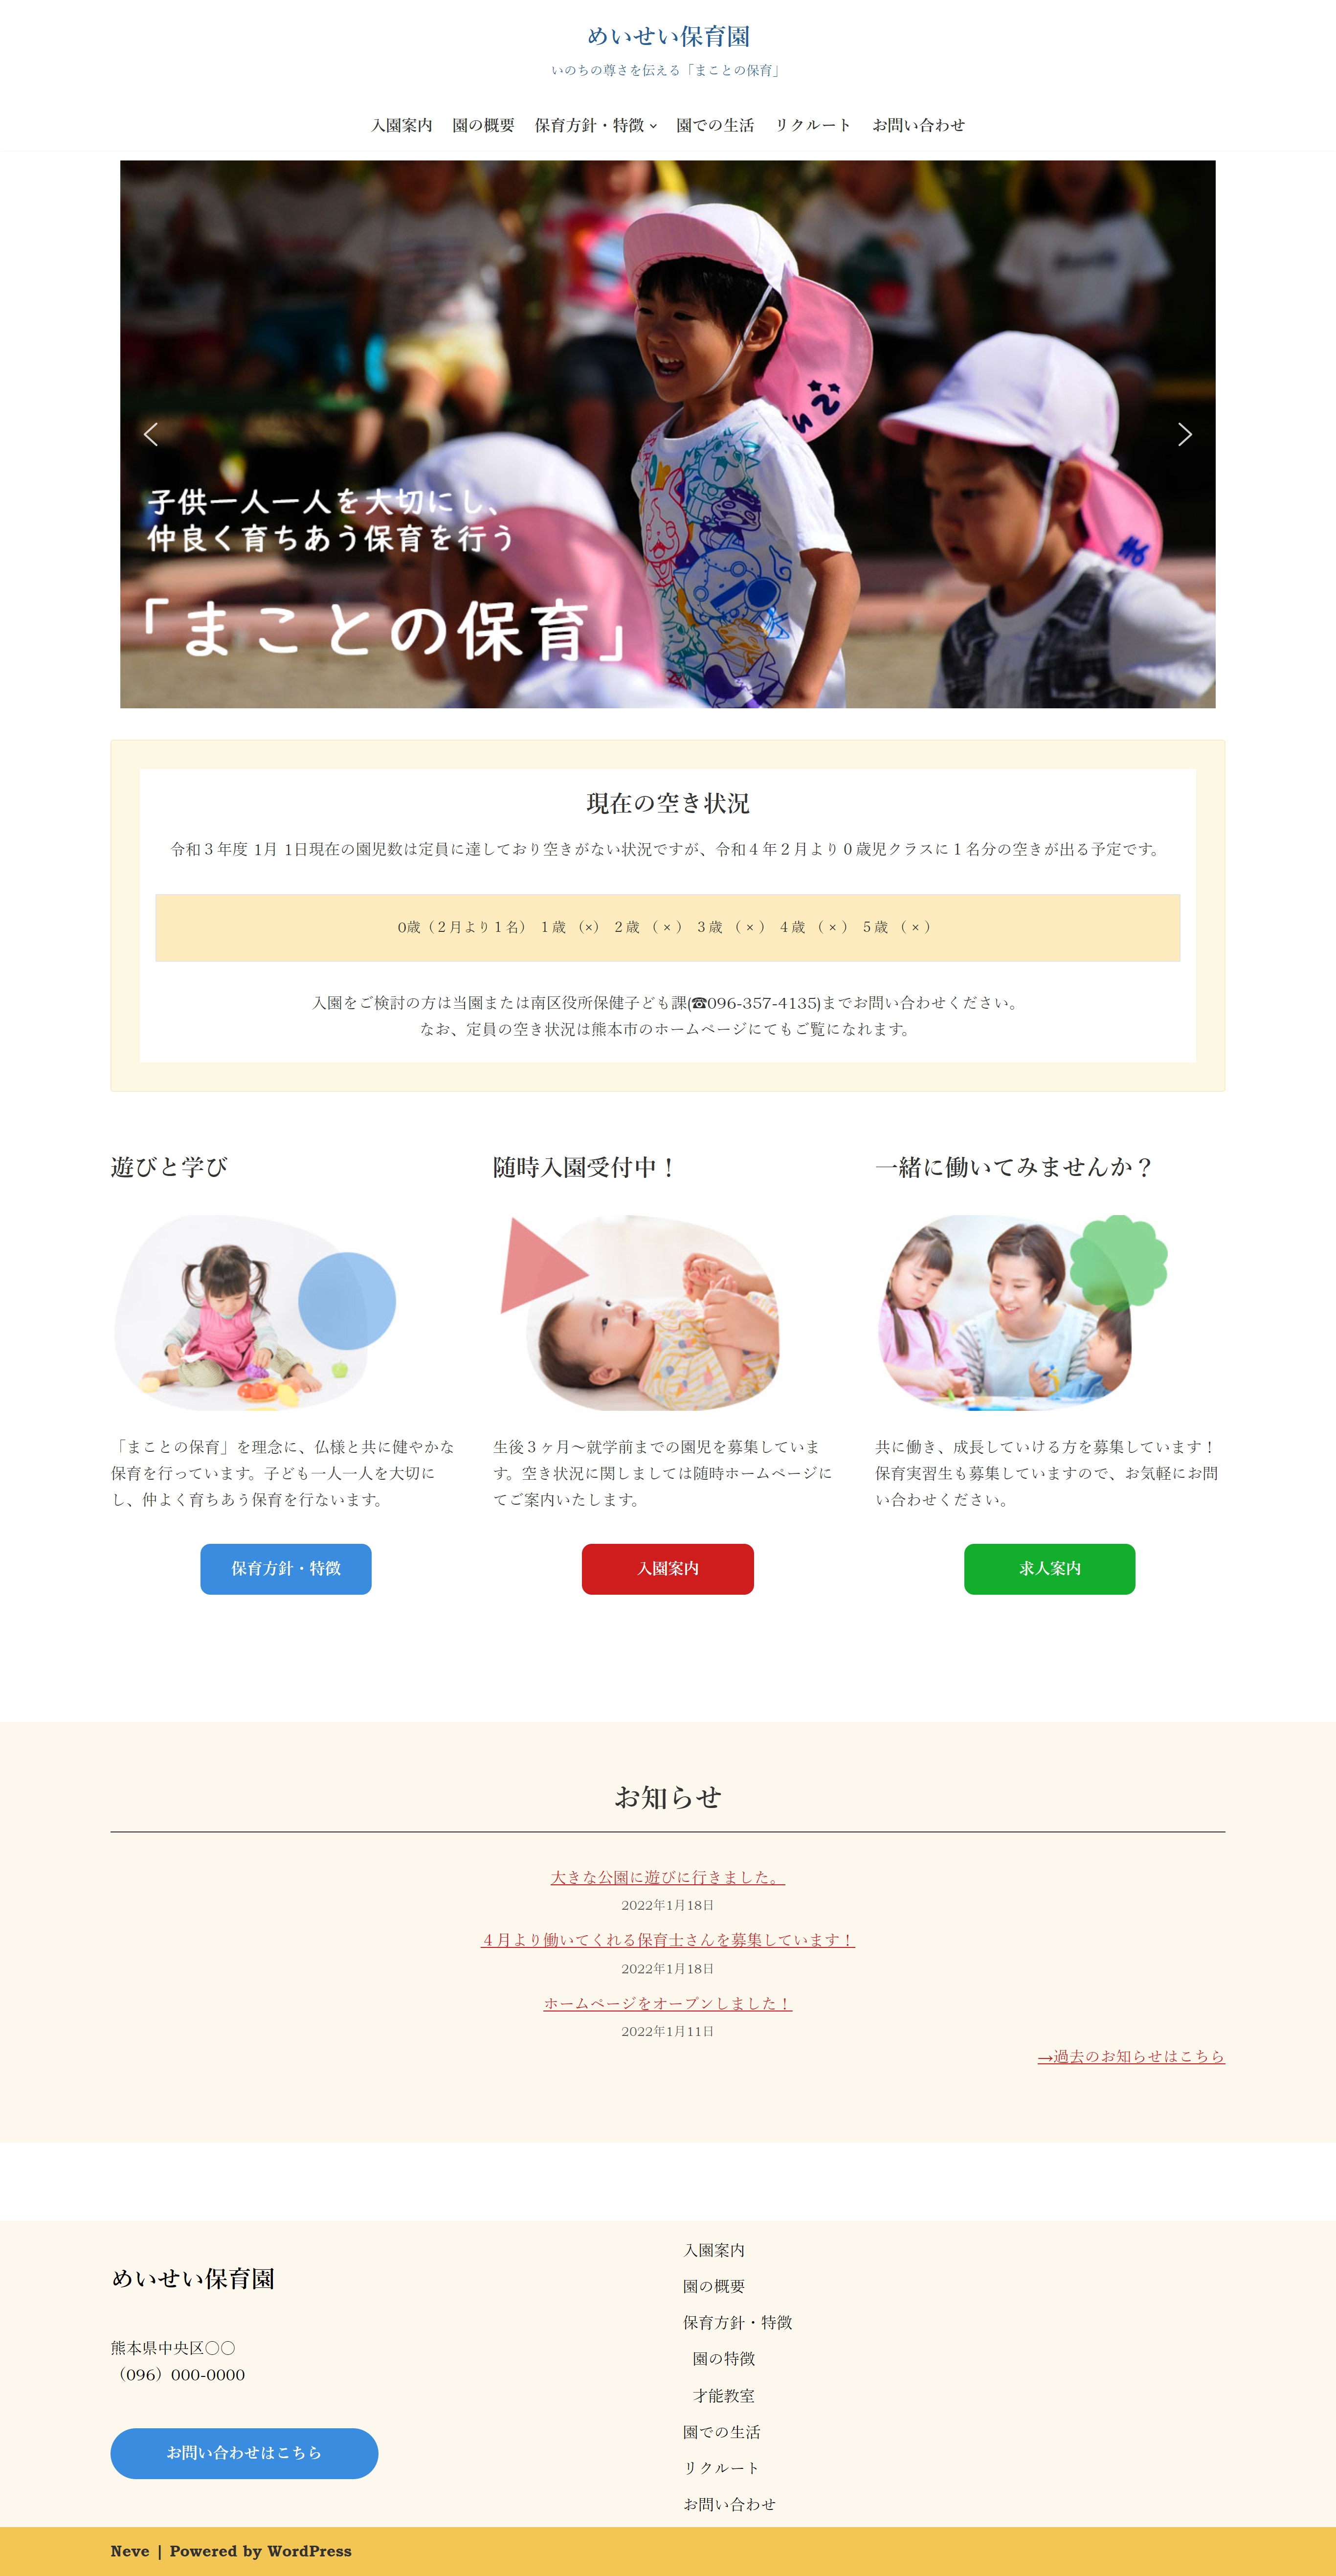 めいせい保育園
いのちの尊さを伝える「まことの保育」
入園案内 園の概要 保育方針・特徴 園での生活 リクルート お問い合わせ
子供一人一人を大切にし、
仲良く育ちあう保育を行う
「まことの保育」
現在の空き状況
令和３年度 1月 1日現在の園児数は定員に達しており空きがない状況ですが、令和４年２月より０歳児クラスに１名分の空きが出る予定です。
0歳（２月より１名） １歳 （×） ２歳 （ × ） ３歳 （ × ） ４歳 （ × ） ５歳 （ × ）
入園をご検討の方は当園または南区役所保健子ども課(☎096-357-4135)までお問い合わせください。
なお、定員の空き状況は熊本市のホームページにてもご覧になれます。
遊びと学び
「まことの保育」を理念に、仏様と共に健やかな
保育を行っています。子ども一人一人を大切に
し、仲よく育ちあう保育を行ないます。
保育方針・特徴
随時入園受付中！
生後３ヶ月～就学前までの園児を募集していま
す。空き状況に関しましては随時ホームページに
てご案内いたします。
入園案内
一緒に働いてみませんか？
共に働き、成長していける方を募集しています！
保育実習生も募集していますので、お気軽にお問
い合わせください。
求人案内
お知らせ
大きな公園に遊びに行きました。
2022年1月18日
４月より働いてくれる保育士さんを募集しています！
2022年1月18日
ホームページをオープンしました！
2022年1月11日
→過去のお知らせはこちら
めいせい保育園
熊本県中央区〇〇
（096）000-0000
お問い合わせはこちら
入園案内
園の概要
保育方針・特徴
園の特徴
才能教室
園での生活
リクルート
お問い合わせ
Neve | Powered by WordPress